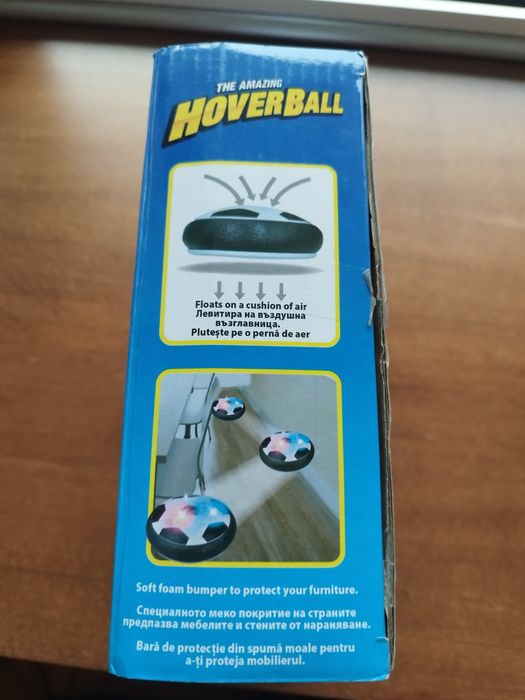 THE AMAZING
HOVERBALL
Floats on a cushion of air
Левитира на въздушна
възглавница.
Plutește pe o pernă de aer
Soft foam bumper to protect your furniture.
Специалното меко покритие на страните
предпазва мебелите и стените от нараняване.
Bară de protecție din spumă moale pentru
a-ți proteja mobilierul.